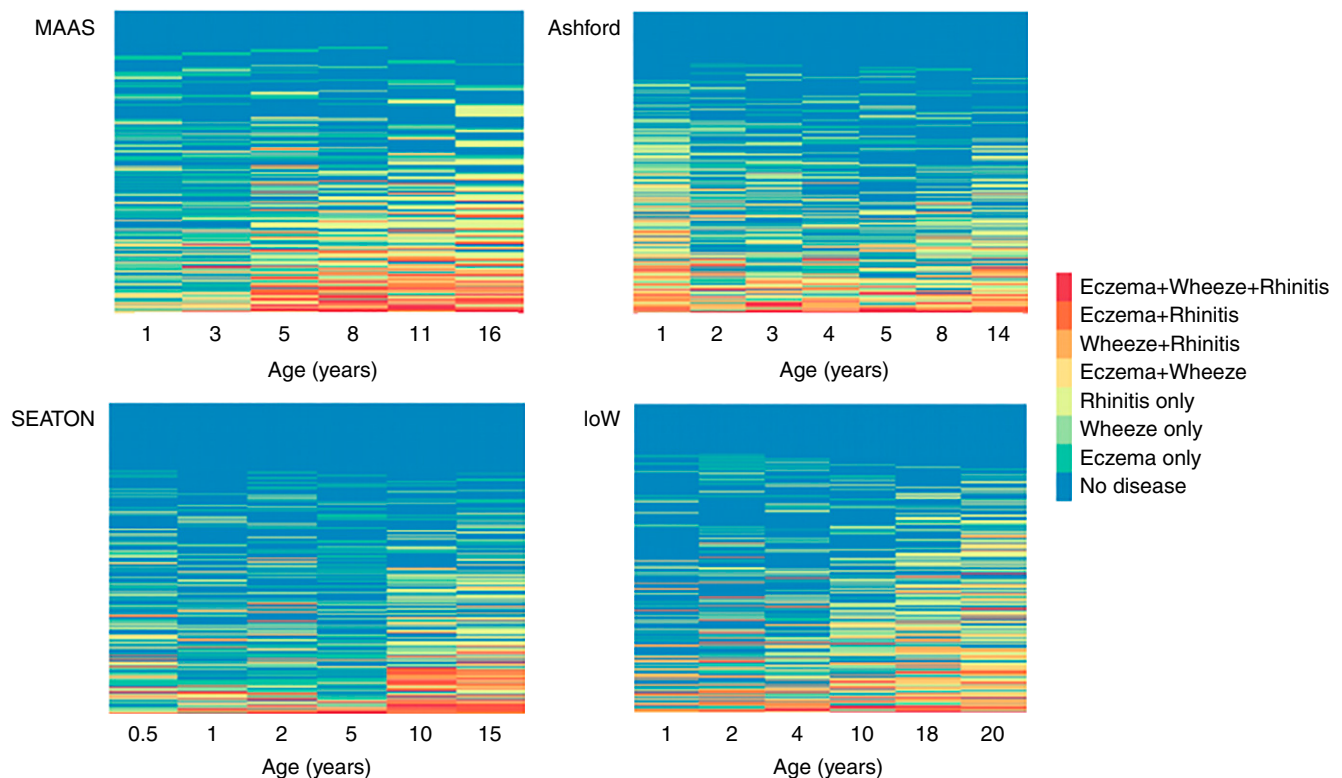 MAAS
1 3 5 8 11 16
Age (years)
Ashford
1 2 3 4 5 8 14
Age (years)
SEATON
0.5 1 2 5 10 15
Age (years)
IoW
1 2 4 10 18 20
Age (years)
Eczema+Wheeze+Rhinitis
Eczema+Rhinitis
Wheeze+Rhinitis
Eczema+Wheeze
Rhinitis only
Wheeze only
Eczema only
No disease